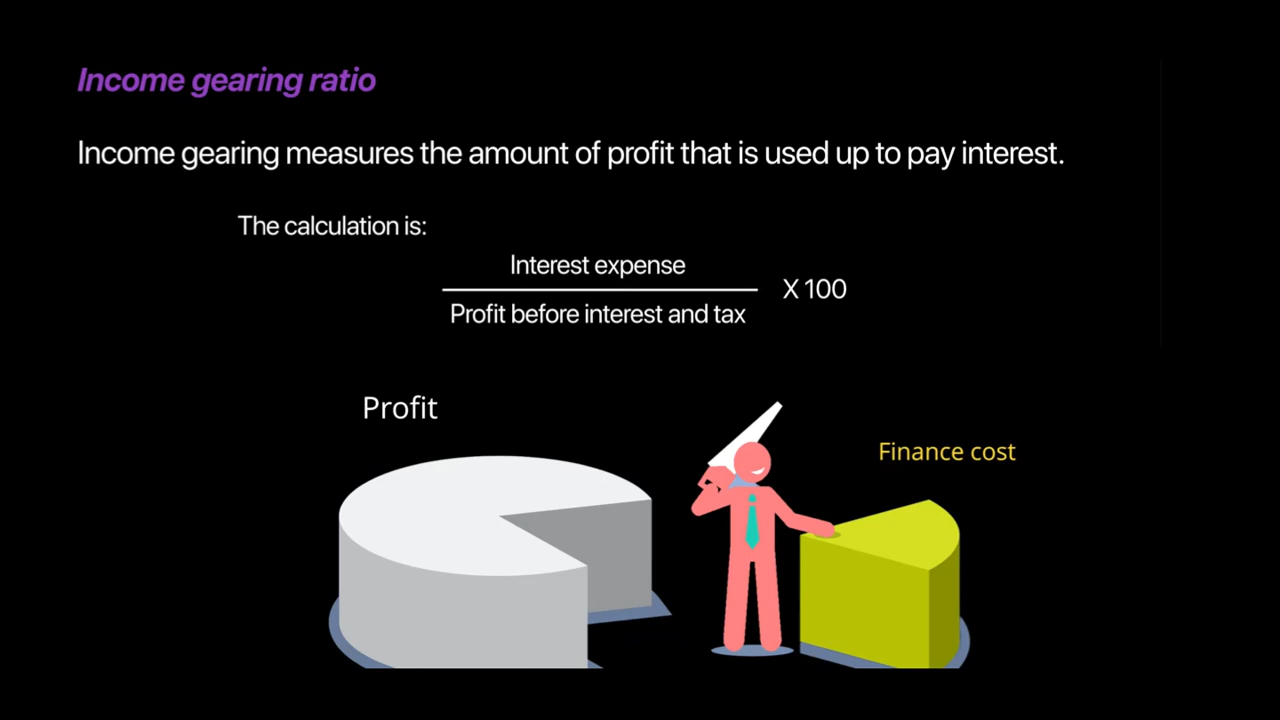 Income gearing ratio
Income gearing measures the amount of profit that is used up to pay interest.
The calculation is:
Interest expense
X 100
Profit before interest and tax
Profit
Finance cost